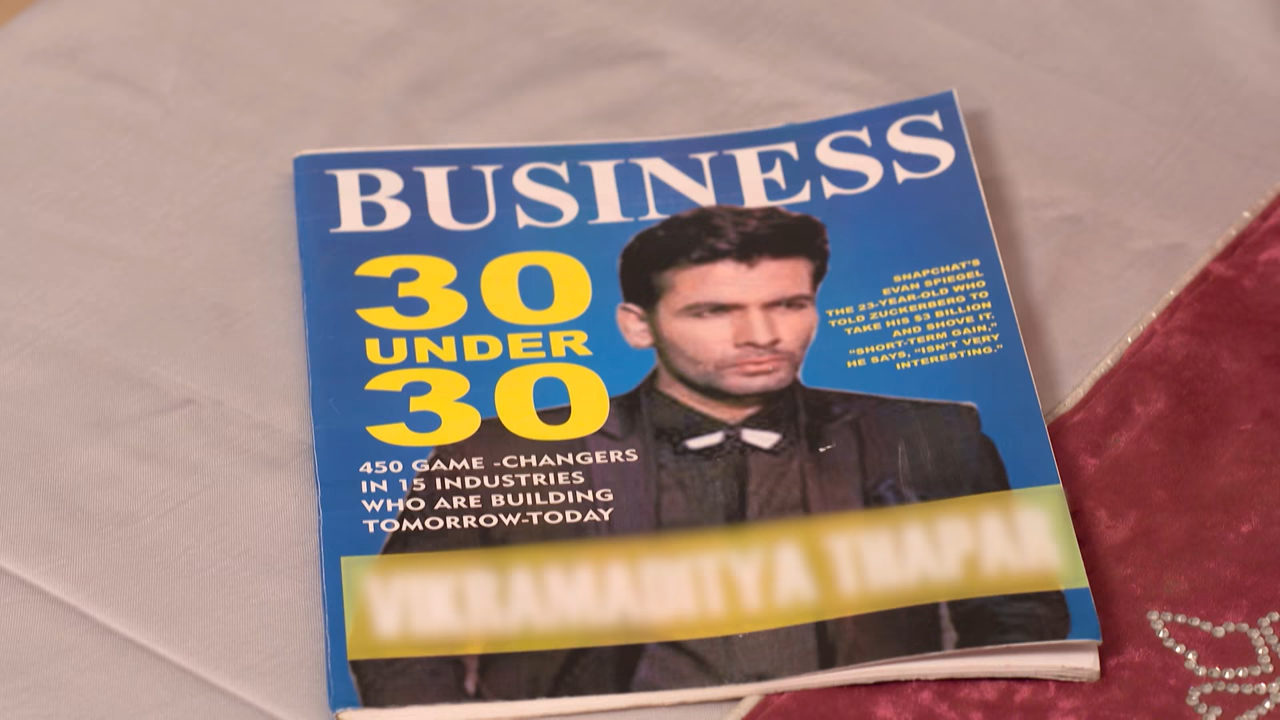 BUSINESS
30
UNDER
30
450 GAME -CHANGERS
IN 15 INDUSTRIES
WHO ARE BUILDING
TOMORROW-TODAY
SNAPCHAT'S
EVAN SPIEGEL
THE 23-YEAR-OLD WHO
TOLD ZUCKERBERG TO
TAKE HIS $3 BILLION
AND SHOVE IT.
"SHORT-TERM GAIN,"
HE SAYS, "ISN'T VERY
INTERESTING."